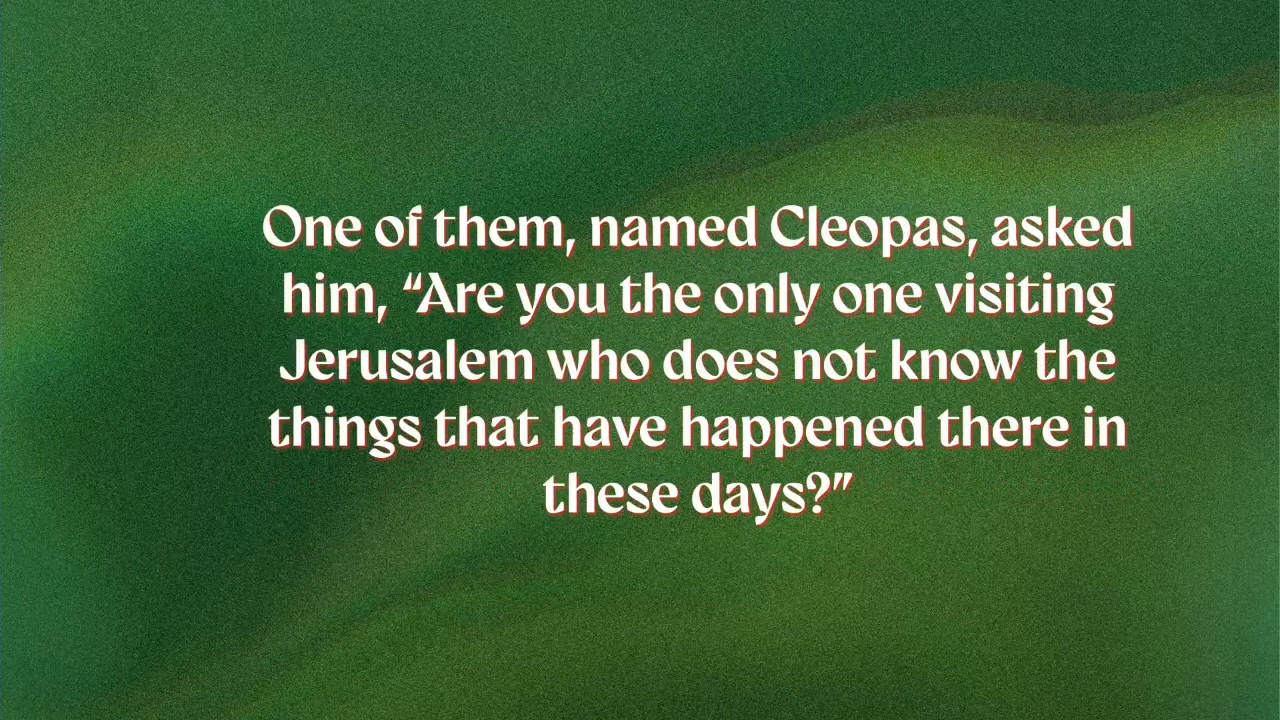 One of them, named Cleopas, asked
him, “Are you the only one visiting
Jerusalem who does not know the
things that have happened there in
these days?”